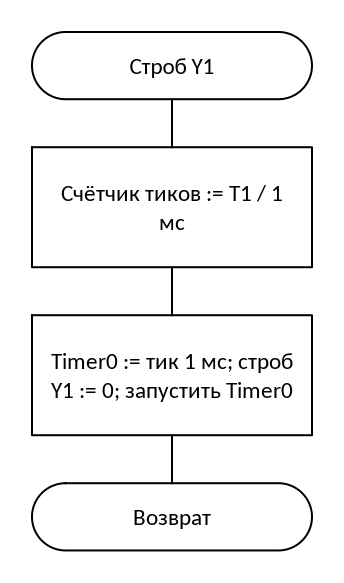 Строб Y1
Счётчик тиков := T1 / 1
мс
Timer0 := тик 1 мс; строб
Y1 := 0; запустить Timer0
Возврат